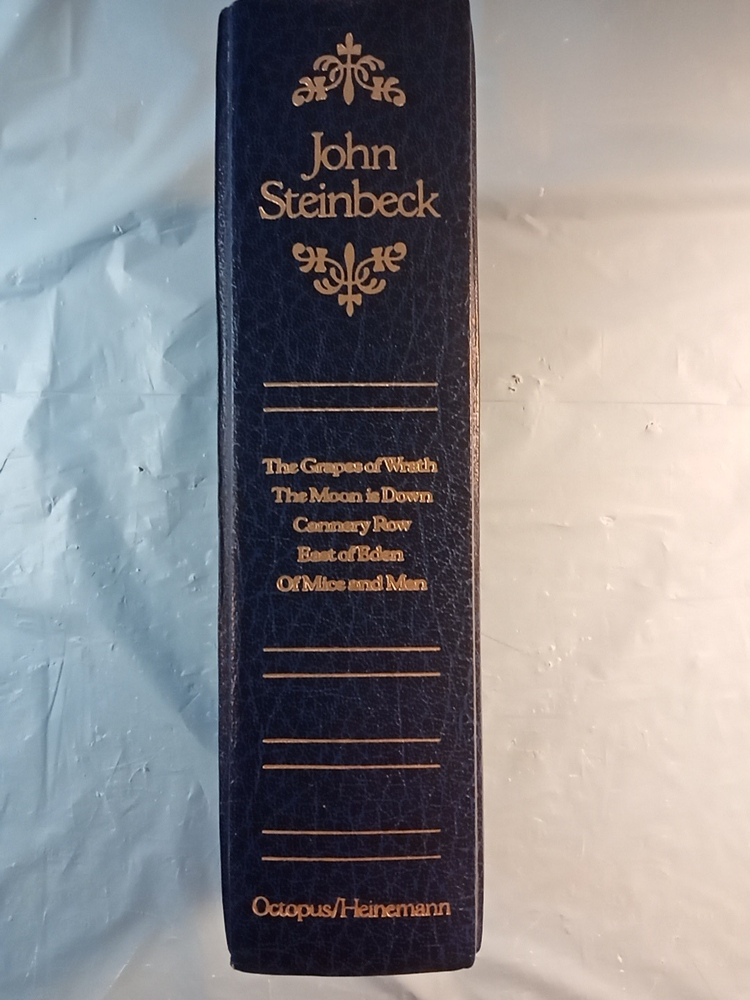 John
Steinbeck
The Grapes of Wrath
The Moon is Down
Cannery Row
East of Eden
Of Mice and Men
Octopus/Heinemann